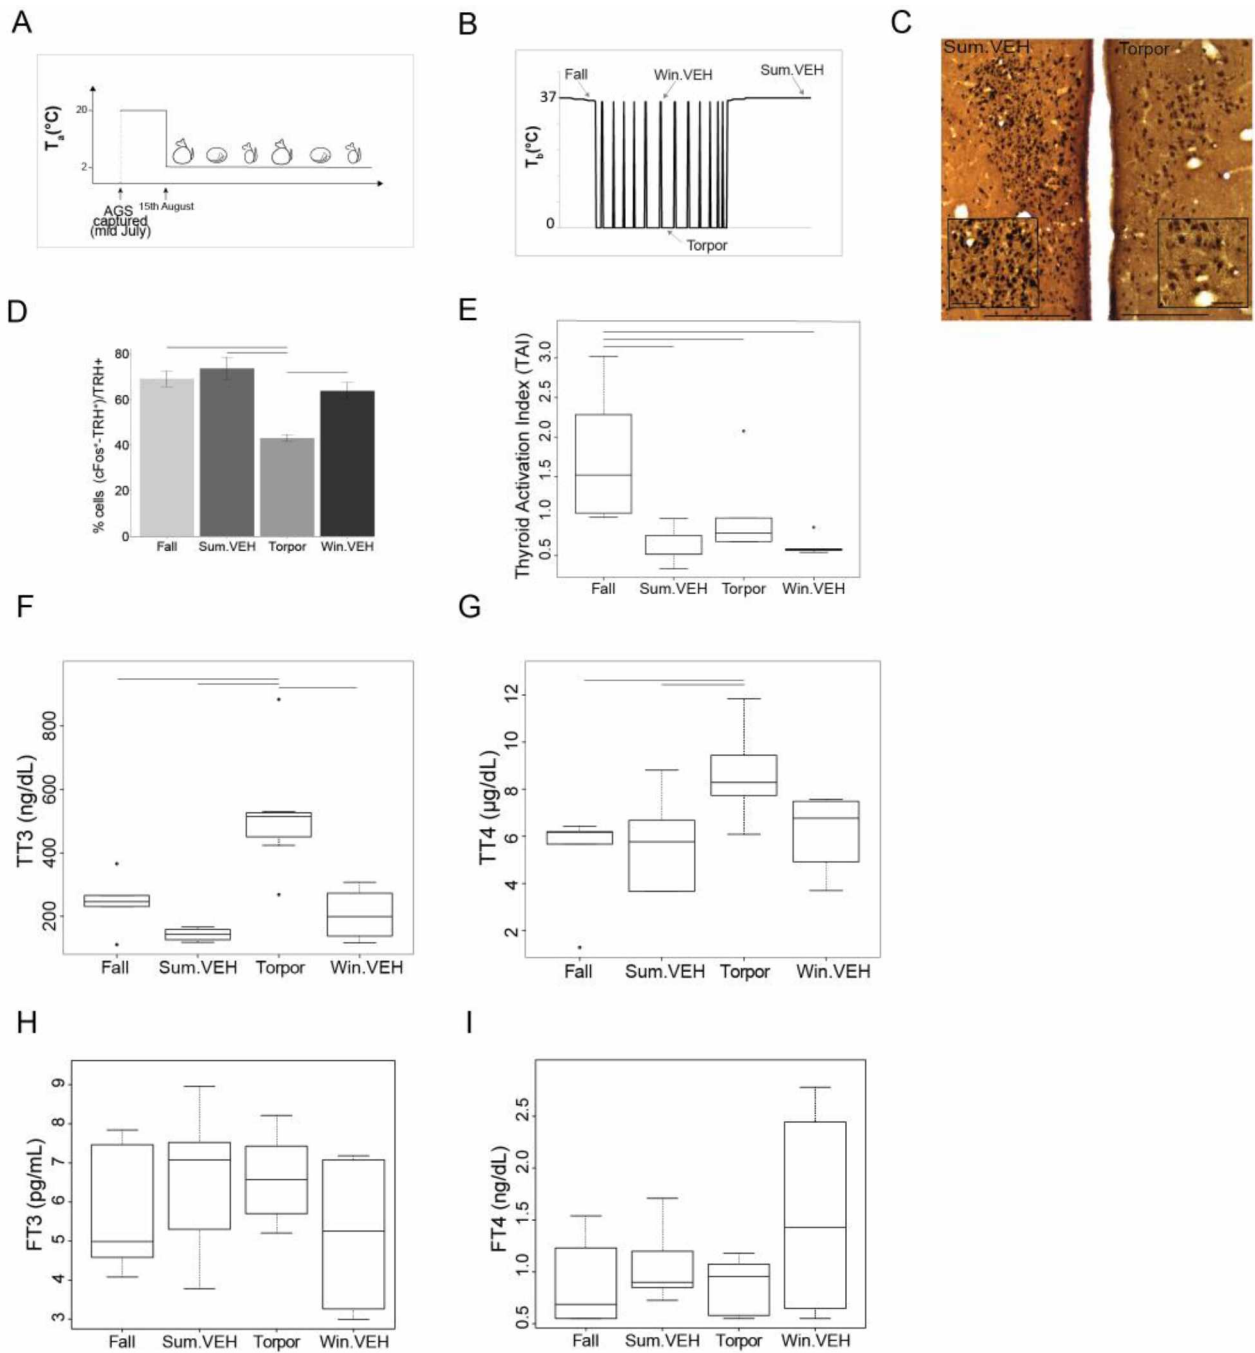 A
Ta(°C)
20
2
AGS
captured
(mid July)
15th August
B
Fall
Win.VEH
Sum.VEH
37
Tb(°C)
0
Torpor
C
Sum.VEH
Torpor
D
% cells (cFos+-TRH+)/TRH+
80
60
40
20
0
Fall Sum.VEH Torpor Win.VEH
E
Thyroid Activation Index (TAI)
3.0
2.5
2.0
1.5
1.0
0.5
Fall Sum.VEH Torpor Win.VEH
F
TT3 (ng/dL)
800
600
400
200
Fall Sum.VEH Torpor Win.VEH
G
TT4 (µg/dL)
12
10
8
6
4
2
Fall Sum.VEH Torpor Win.VEH
H
FT3 (pg/mL)
9
8
7
6
5
4
3
Fall Sum.VEH Torpor Win.VEH
I
FT4 (ng/dL)
2.5
2.0
1.5
1.0
0.5
Fall Sum.VEH Torpor Win.VEH